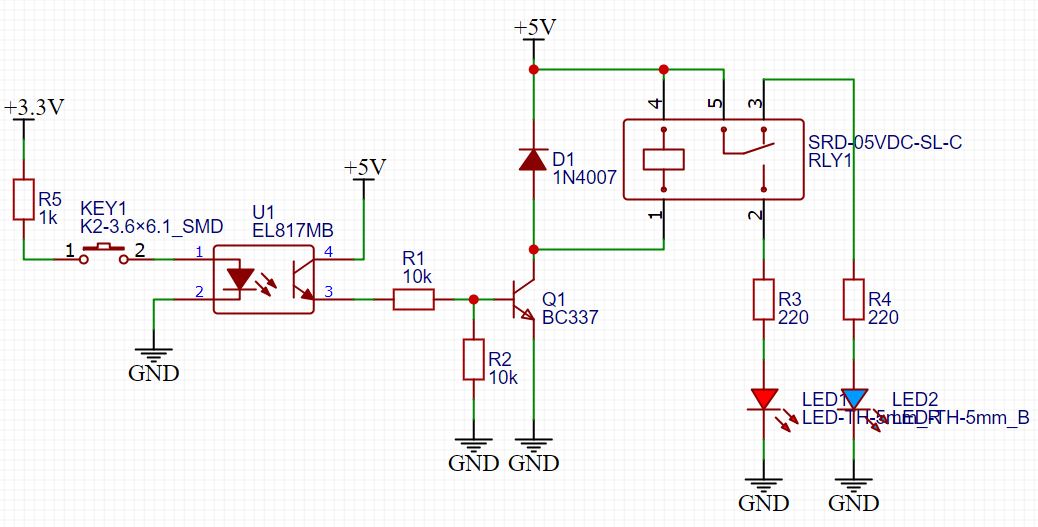 +5V
+3.3V
R5
1k
KEY1
K2-3.6×6.1_SMD
1
2
U1
EL817MB
1
2
4
3
+5V
GND
R1
10k
R2
10k
GND
D1
1N4007
Q1
BC337
GND
4
5
3
SRD-05VDC-SL-C
RLY1
1
2
R3
220
R4
220
LED1
LED-TH-5mm_R
LED2
LED-TH-5mm_B
GND
GND